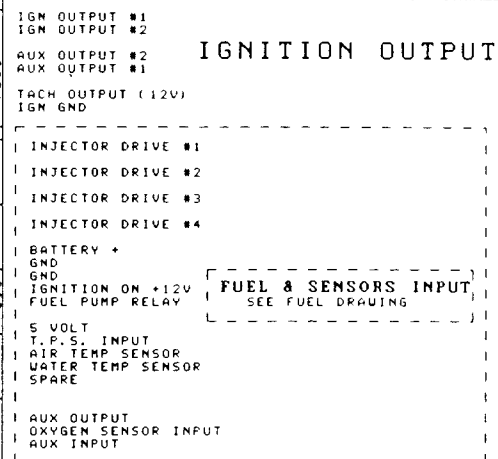 IGN OUTPUT #1
IGN OUTPUT #2
AUX OUTPUT #2
AUX OUTPUT #1
IGNITION OUTPUT
TACH OUTPUT (12V)
IGN GND
INJECTOR DRIVE #1
INJECTOR DRIVE #2
INJECTOR DRIVE #3
INJECTOR DRIVE #4
BATTERY +
GND
GND
IGNITION ON +12V
FUEL PUMP RELAY
FUEL & SENSORS INPUT
SEE FUEL DRAWING
5 VOLT
T.P.S. INPUT
AIR TEMP SENSOR
WATER TEMP SENSOR
SPARE
AUX OUTPUT
OXYGEN SENSOR INPUT
AUX INPUT